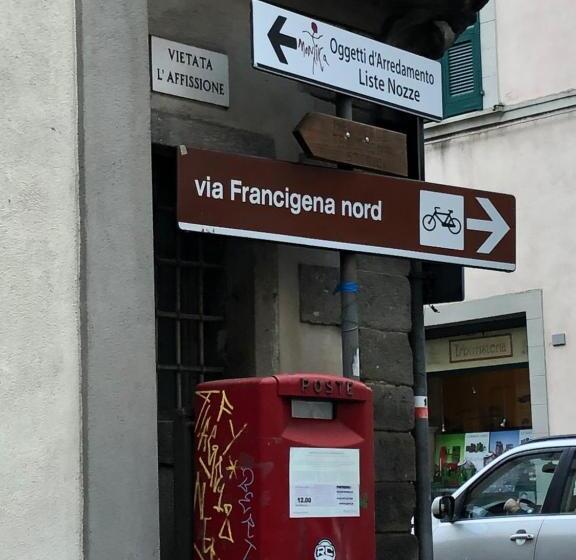 VIETATA
L'AFFISSIONE
Oggetti d'Arredamento
Liste Nozze
via Francigena nord
POSTE
12.00